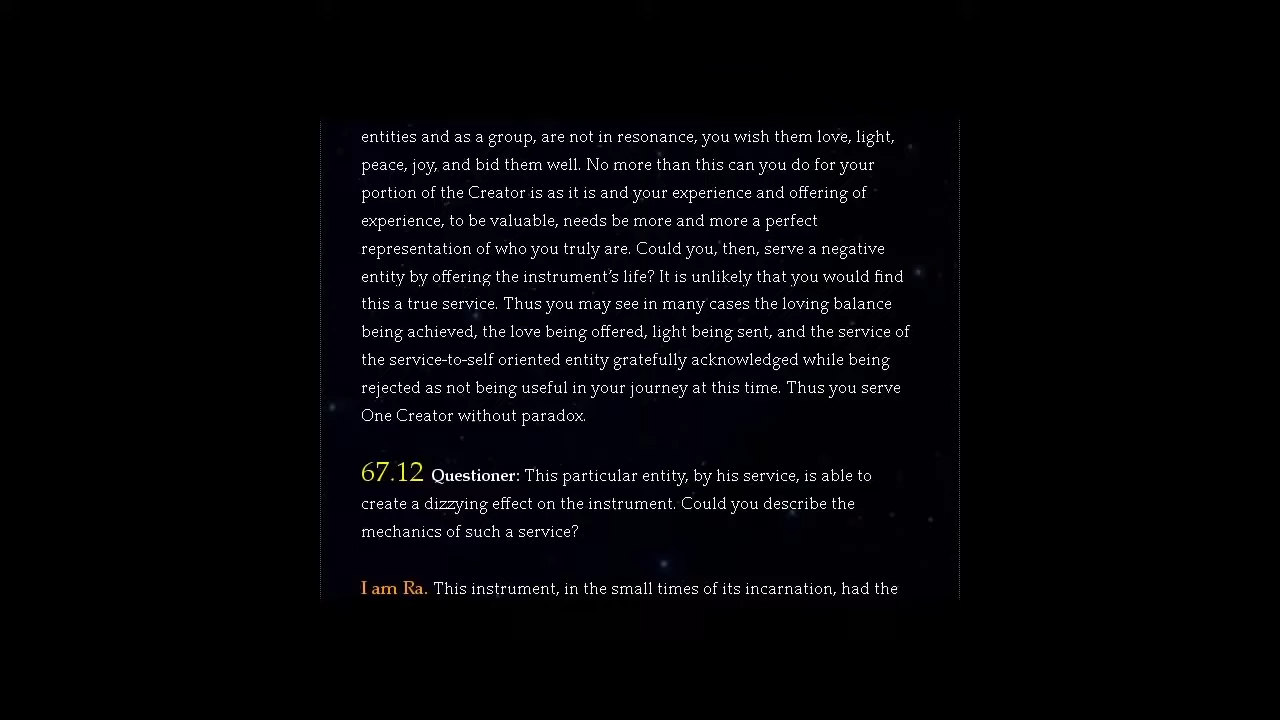 entities and as a group, are not in resonance, you wish them love, light,
peace, joy, and bid them well. No more than this can you do for your
portion of the Creator is as it is and your experience and offering of
experience, to be valuable, needs be more and more a perfect
representation of who you truly are. Could you, then, serve a negative
entity by offering the instrument's life? It is unlikely that you would find
this a true service. Thus you may see in many cases the loving balance
being achieved, the love being offered, light being sent, and the service of
the service-to-self oriented entity gratefully acknowledged while being
rejected as not being useful in your journey at this time. Thus you serve
One Creator without paradox.
67.12 Questioner: This particular entity, by his service, is able to
create a dizzying effect on the instrument. Could you describe the
mechanics of such a service?
I am Ra. This instrument, in the small times of its incarnation, had the